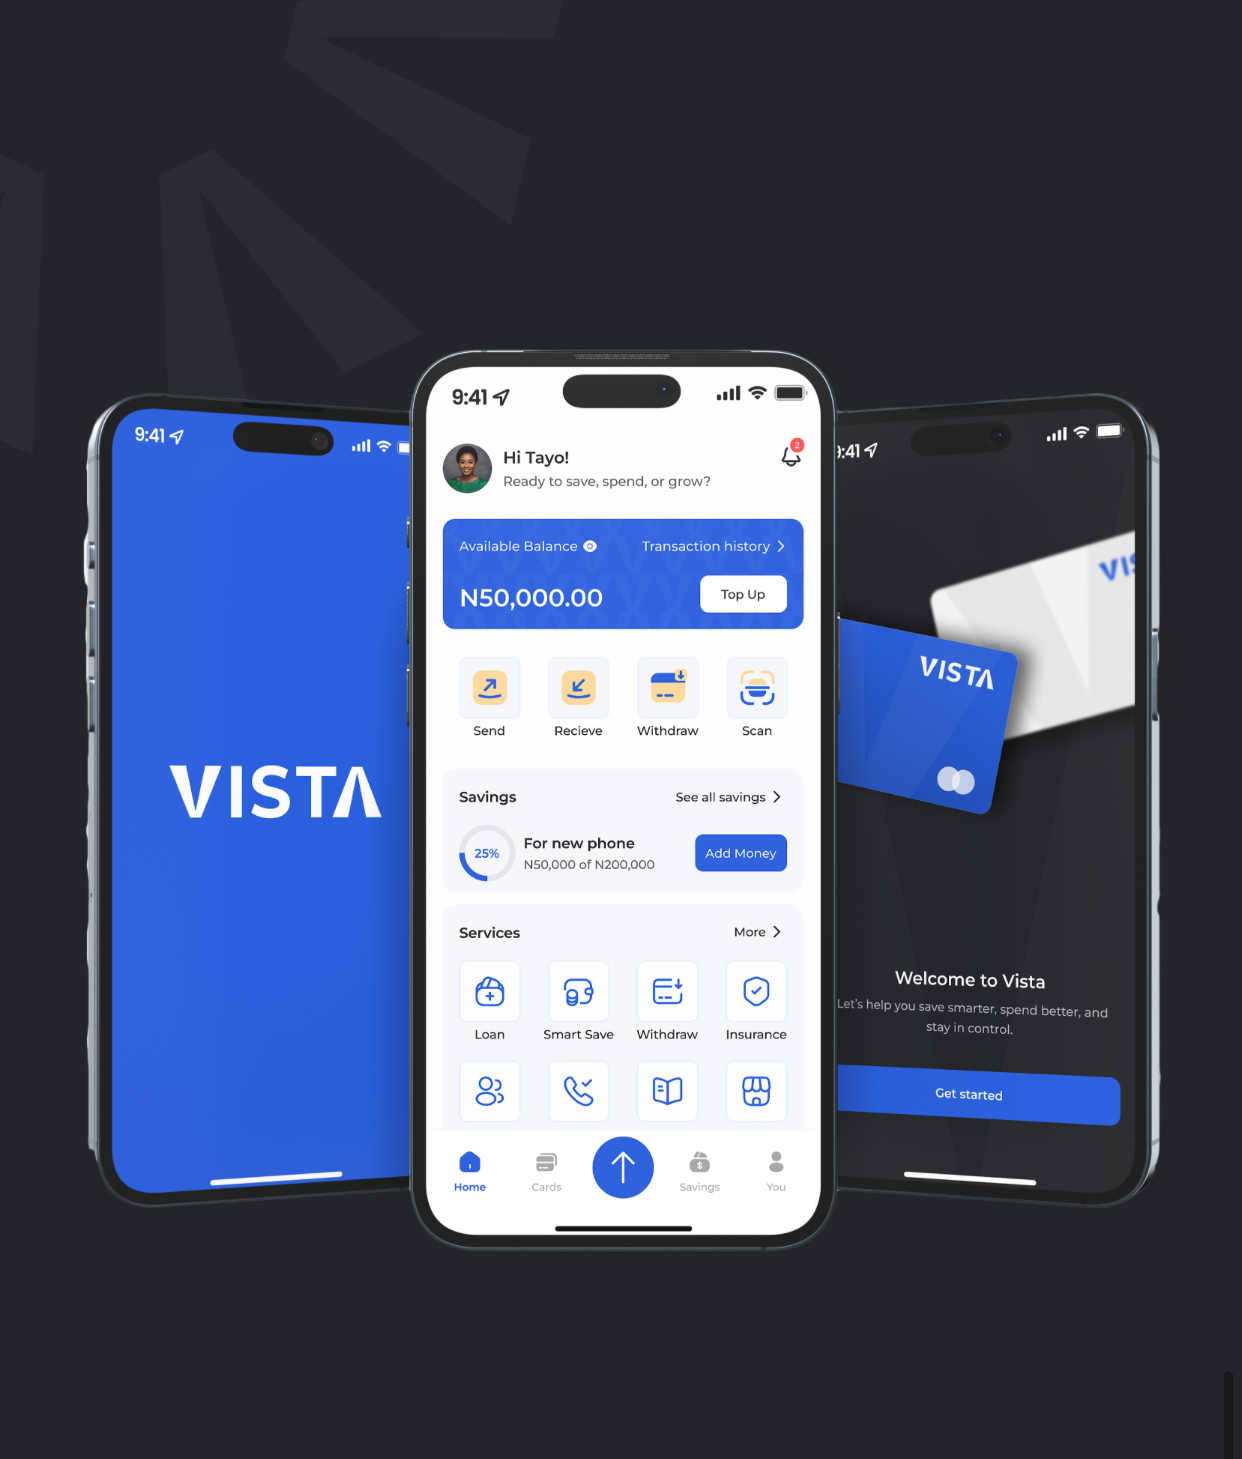 9:41
VISTA
9:41
2
Hi Tayo!
Ready to save, spend, or grow?
Available Balance
Transaction history
N50,000.00
Top Up
Send
Recieve
Withdraw
Scan
Savings
See all savings
25%
For new phone
N50,000 of N200,000
Add Money
Services
More
Loan
Smart Save
Withdraw
Insurance
Home
Cards
$
Savings
You
9:41
VIS
VISTA
Welcome to Vista
Let's help you save smarter, spend better, and
stay in control.
Get started